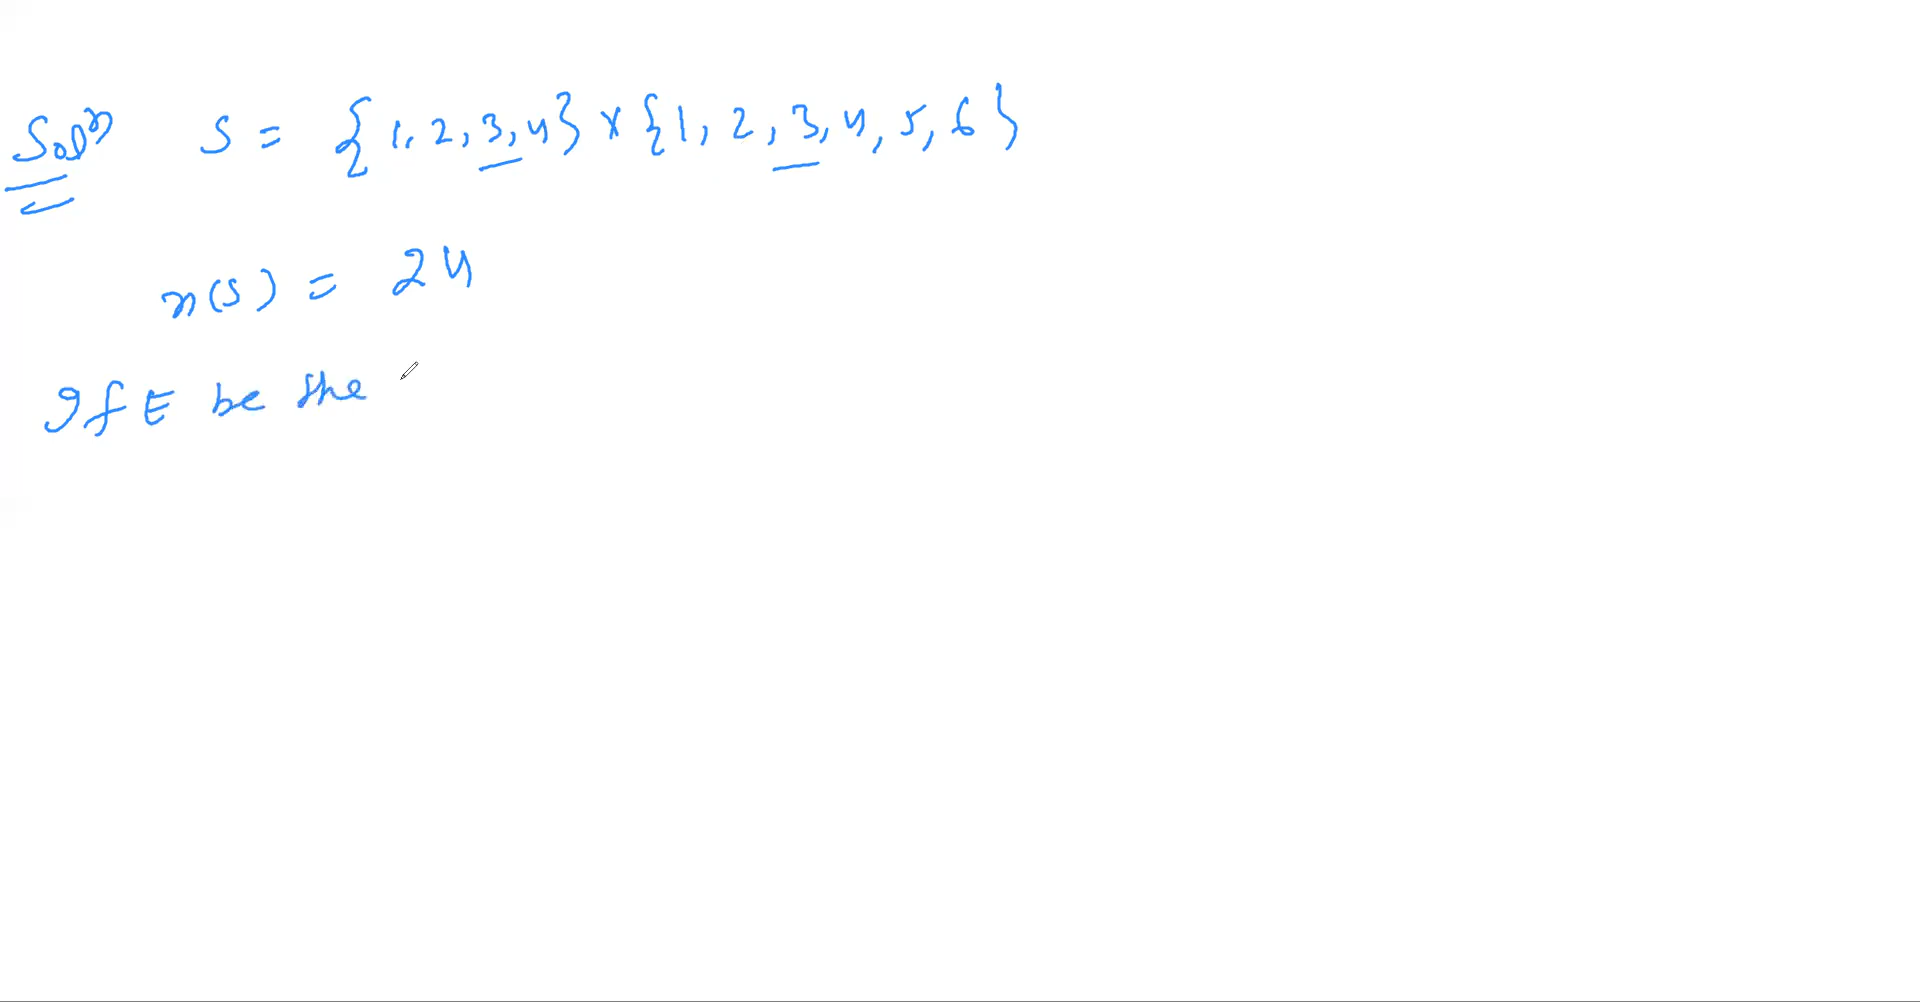 Solⁿ S = {1, 2, 3, 4} × {1, 2, 3, 4, 5, 6}
n(S) = 24
If E be the